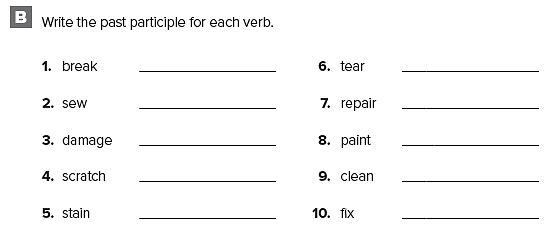 B Write the past participle for each verb.
1. break
2. sew
3. damage
4. scratch
5. stain
6. tear
7. repair
8. paint
9. clean
10. fix